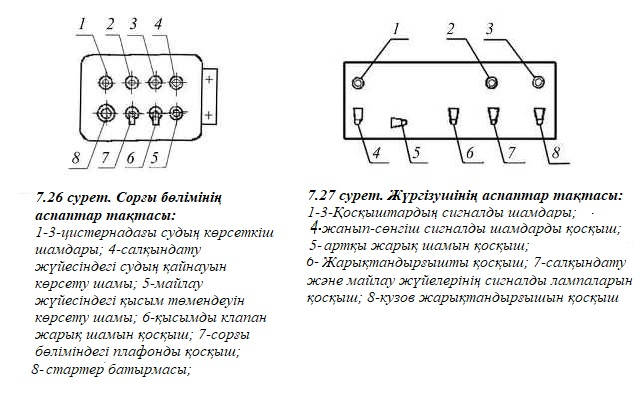 1 2 3 4
8 7 6 5
7.26 сурет. Сорғы бөлімінің
аспаптар тақтасы:
1-3-цистернадағы судың көрсеткіш
шамдары; 4-салқындату
жүйесіндегі судың қайнауын
көрсету шамы; 5-майлау
жүйесіндегі қысым төмендеуін
көрсету шамы; 6-қысымды клапан
жарық шамын қосқыш; 7-сорғы
бөліміндегі плафонды қосқыш;
8-стартер батырмасы;
1 2 3
4 5 6 7 8
7.27 сурет. Жүргізушінің аспаптар тақтасы:
1-3-Қосқыштардың сигналды шамдары;
4-жанып-сөнгіш сигналды шамдарды қосқыш;
5-артқы жарық шамын қосқыш;
6- Жарықтандырғышты қосқыш; 7-салқындату
және майлау жүйелерінің сигналды лампаларын
қосқыш; 8-кузов жарықтандырғышын қосқыш